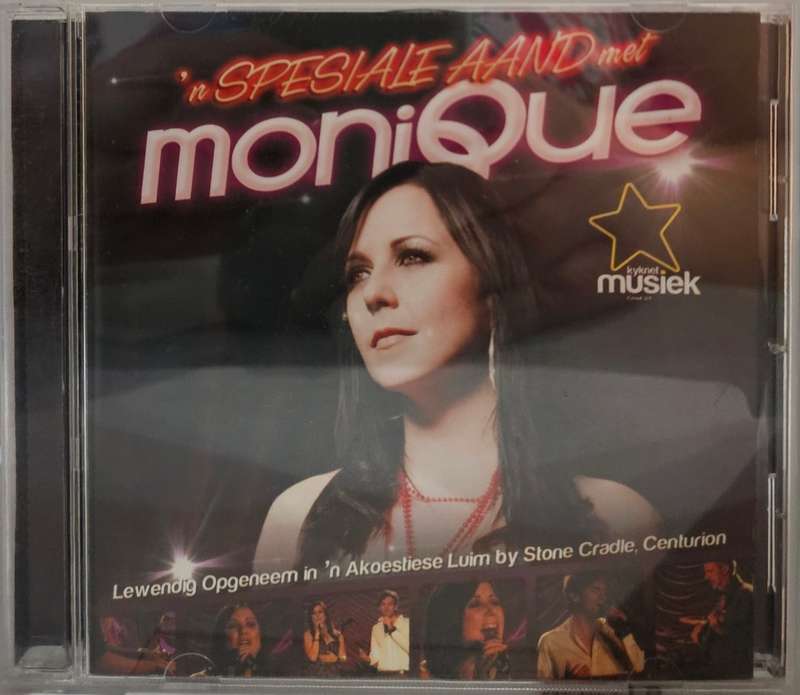 'n SPESIALE AAND met
moniQue
kyknet
musiek
Lewendig Opgeneem in 'n Akoestiese Luim by Stone Cradle, Centurion